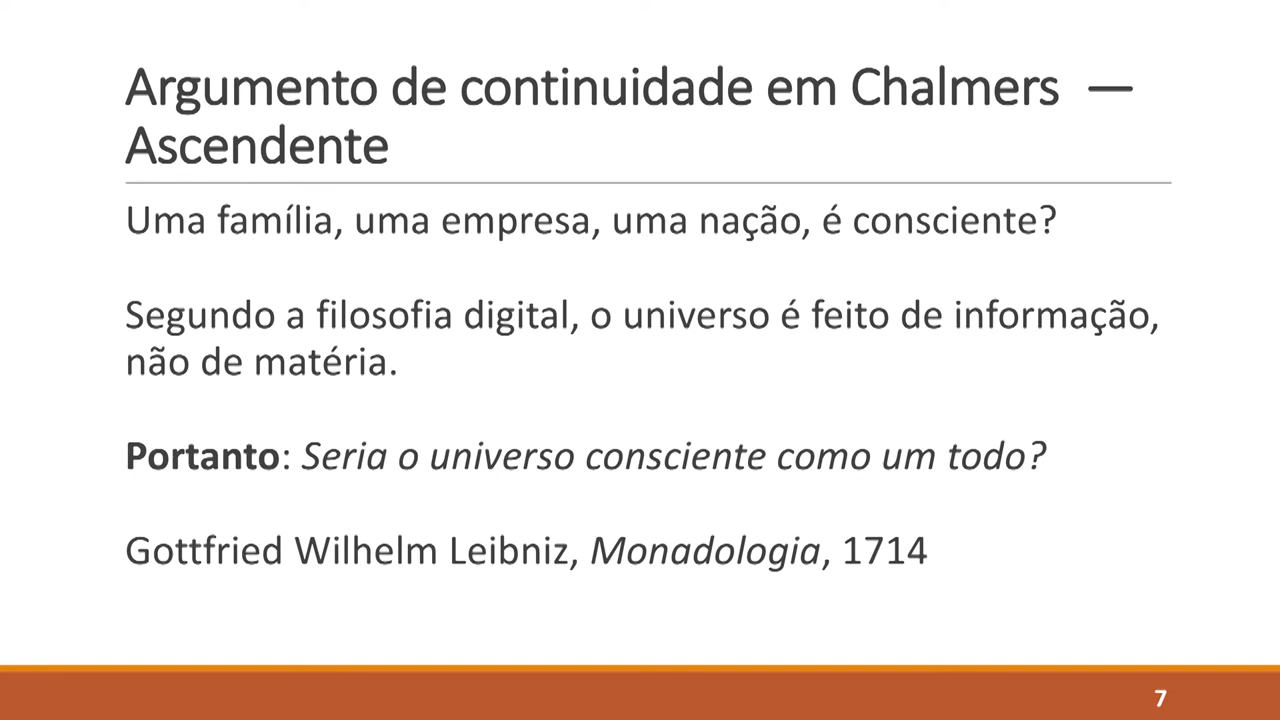 Argumento de continuidade em Chalmers —
Ascendente
Uma família, uma empresa, uma nação, é consciente?
Segundo a filosofia digital, o universo é feito de informação,
não de matéria.
Portanto: Seria o universo consciente como um todo?
Gottfried Wilhelm Leibniz, Monadologia, 1714
7